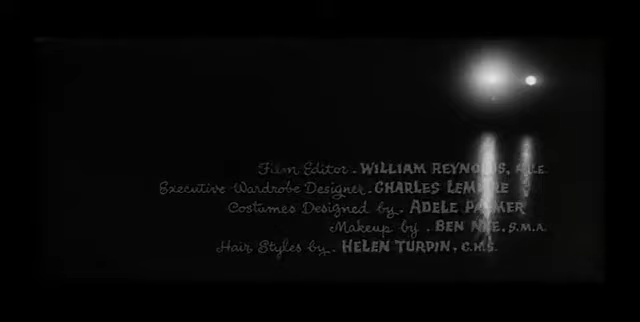 Film Editor - WILLIAM REYNOLDS, A.C.E.
Executive Wardrobe Designer - CHARLES LEMAIRE
Costumes Designed by - ADELE PALMER
Makeup by - BEN NYE, S.M.A.
Hair Styles by - HELEN TURPIN, C.H.S.